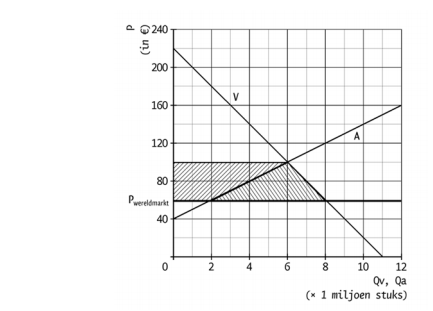 P
(in €)
240
200
160
120
80
P wereldmarkt
40
0
2
4
6
8
10
12
V
A
Qv, Qa
(× 1 miljoen stuks)